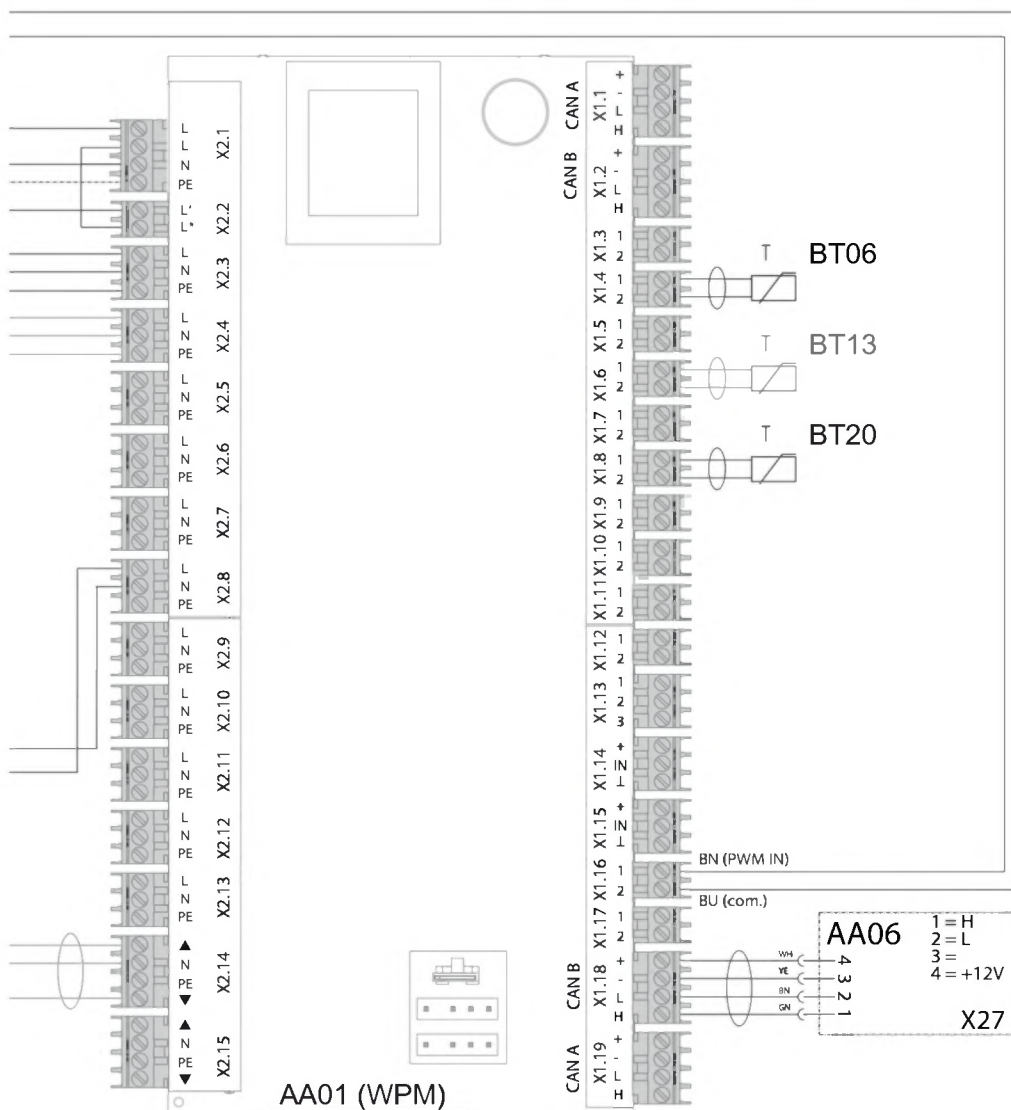 L
L
N
PE
X2.1
L'
L*
X2.2
L
N
PE
X2.3
L
N
PE
X2.4
L
N
PE
X2.5
L
N
PE
X2.6
L
N
PE
X2.7
L
N
PE
X2.8
L
N
PE
X2.9
L
N
PE
X2.10
L
N
PE
X2.11
L
N
PE
X2.12
L
N
PE
X2.13
▲
N
PE
▼
X2.14
▲
N
PE
▼
X2.15
AA01 (WPM)
CAN A
X1.1
+
-
L
H
CAN B
X1.2
+
-
L
H
X1.3
1
2
X1.4
1
2
X1.5
1
2
X1.6
1
2
X1.7
1
2
X1.8
1
2
X1.9
1
2
X1.10
1
2
X1.11
1
2
X1.12
1
2
X1.13
1
2
3
X1.14
+
IN
⊥
X1.15
+
IN
⊥
X1.16
1
2
X1.17
1
2
CAN B
X1.18
+
-
L
H
CAN A
X1.19
+
-
L
H
T
BT06
T
BT13
T
BT20
BN (PWM IN)
BU (com.)
WH
YE
BN
GN
4
3
2
1
AA06
1 = H
2 = L
3 =
4 = +12V
X27